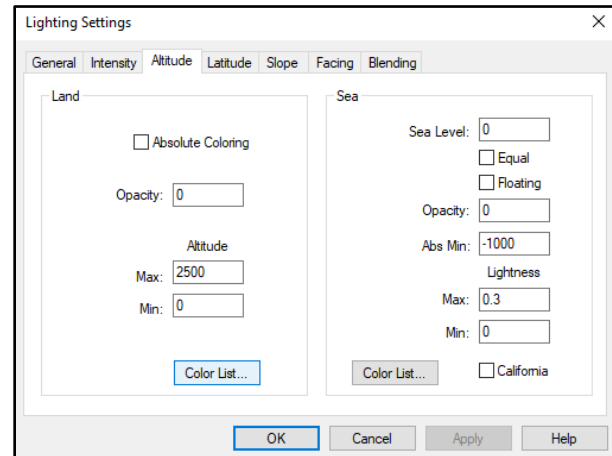 Lighting Settings
General Intensity Altitude Latitude Slope Facing Blending
Land
Absolute Coloring
Opacity: 0
Altitude
Max: 2500
Min: 0
Color List...
Sea
Sea Level: 0
Equal
Floating
Opacity: 0
Abs Min: -1000
Lightness
Max: 0.3
Min: 0
Color List... California
OK Cancel Apply Help